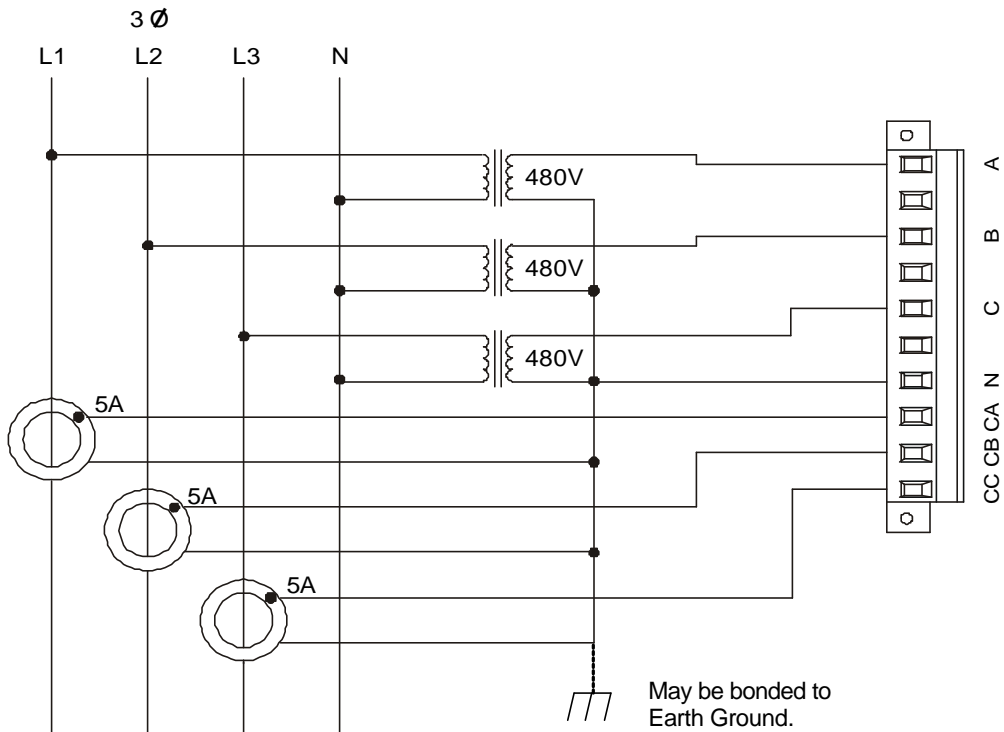 3 Ø
L1 L2 L3 N
480V
480V
480V
5A
5A
5A
A
B
C
N
CA
CB
CC
May be bonded to
Earth Ground.